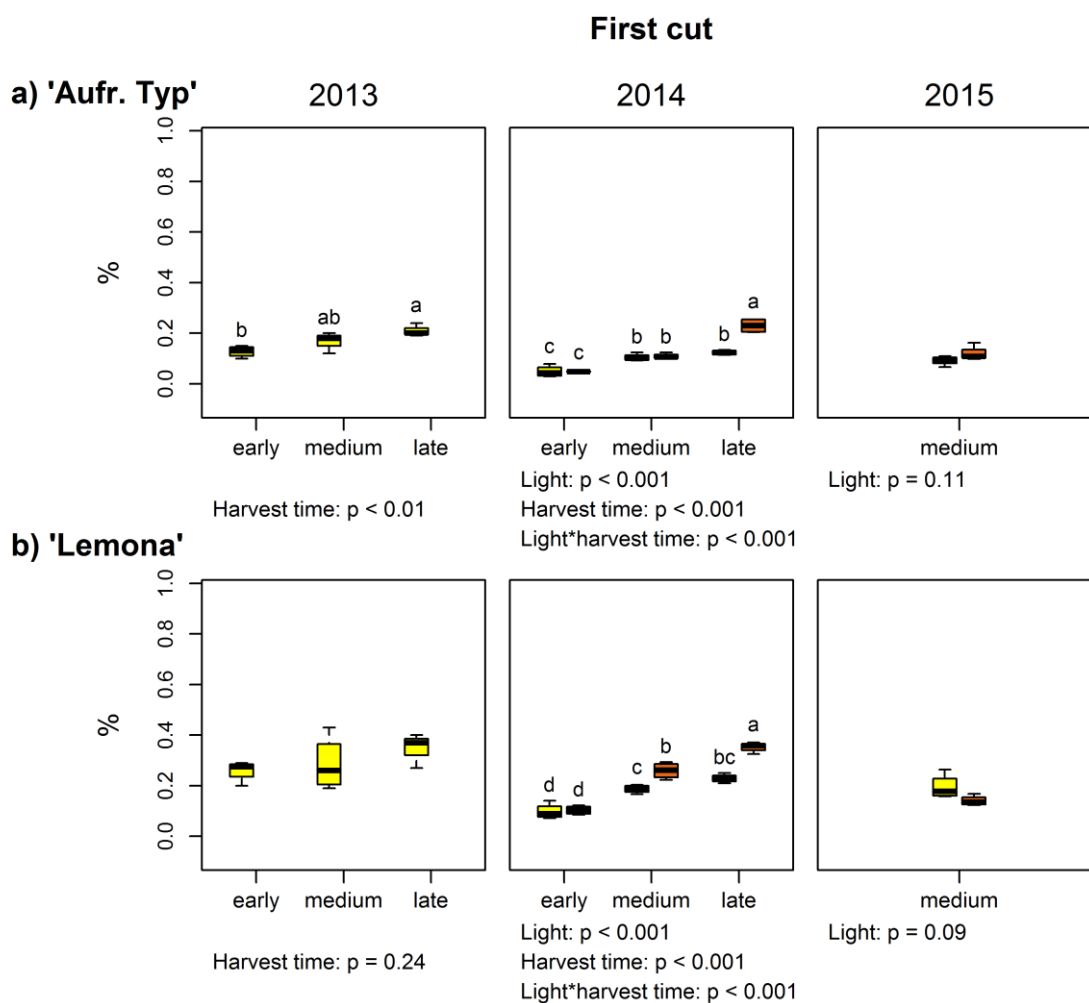 First cut
a) 'Aufr. Typ' 2013 2014 2015
1.0
0.8
0.6
0.4
0.2
0.0
%
b ab a
c c b b b a
early medium late early medium late medium
Harvest time: p < 0.01
Light: p < 0.001
Harvest time: p < 0.001
Light*harvest time: p < 0.001
Light: p = 0.11
b) 'Lemona'
1.0
0.8
0.6
0.4
0.2
0.0
%
d d c b bc a
early medium late early medium late medium
Harvest time: p = 0.24
Light: p < 0.001
Harvest time: p < 0.001
Light*harvest time: p < 0.001
Light: p = 0.09